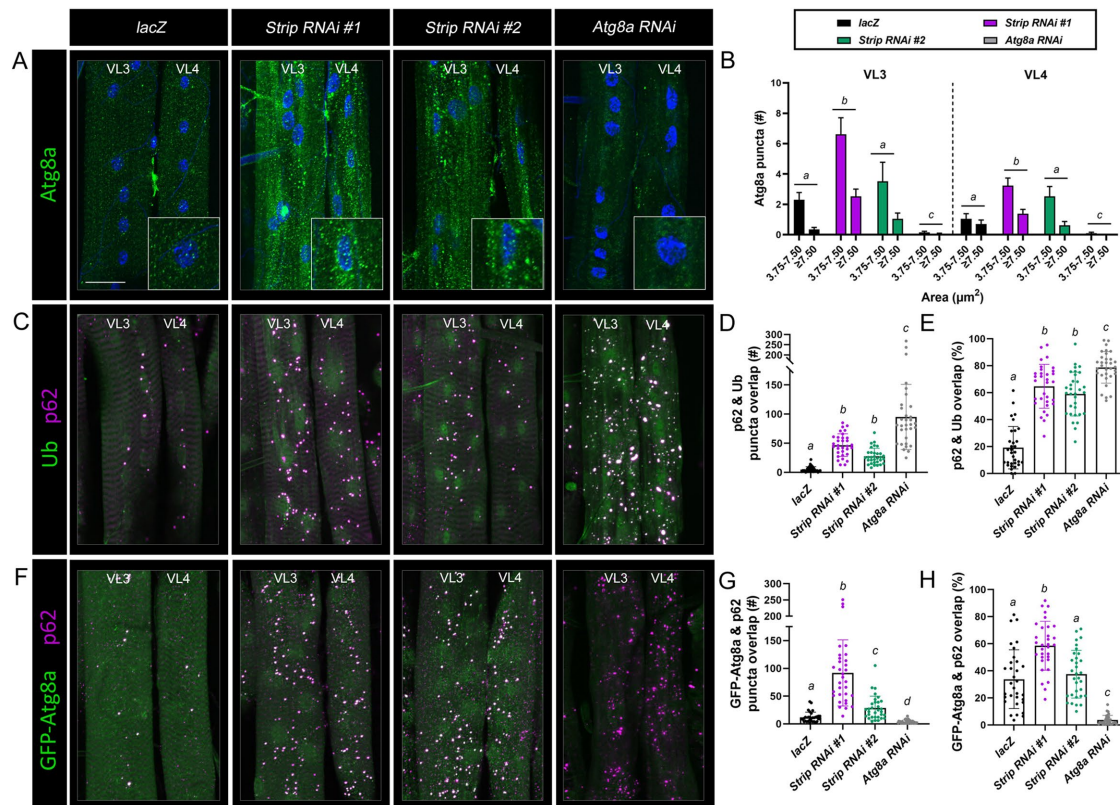 lacZ
Strip RNAi #1
Strip RNAi #2
Atg8a RNAi
A
Atg8a
VL3 VL4
VL3 VL4
VL3 VL4
VL3 VL4
lacZ
Strip RNAi #1
Strip RNAi #2
Atg8a RNAi
B
VL3
VL4
Atg8a puncta (#)
10
8
6
4
2
0
a
b
a
c
a
b
a
c
3.75-7.50
≥7.50
3.75-7.50
≥7.50
3.75-7.50
≥7.50
3.75-7.50
≥7.50
3.75-7.50
≥7.50
3.75-7.50
≥7.50
3.75-7.50
≥7.50
3.75-7.50
≥7.50
Area (µm²)
C
Ub p62
VL3 VL4
VL3 VL4
VL3 VL4
VL3 VL4
D
p62 & Ub
puncta overlap (#)
300
250
200
150
100
50
0
a
b
b
c
lacZ
Strip RNAi #1
Strip RNAi #2
Atg8a RNAi
E
p62 & Ub overlap (%)
100
80
60
40
20
0
a
b
b
c
lacZ
Strip RNAi #1
Strip RNAi #2
Atg8a RNAi
F
GFP-Atg8a p62
VL3 VL4
VL3 VL4
VL3 VL4
VL3 VL4
G
GFP-Atg8a & p62
puncta overlap (#)
300
250
200
150
100
50
0
a
b
c
d
lacZ
Strip RNAi #1
Strip RNAi #2
Atg8a RNAi
H
GFP-Atg8a & p62 overlap (%)
100
80
60
40
20
0
a
b
a
c
lacZ
Strip RNAi #1
Strip RNAi #2
Atg8a RNAi